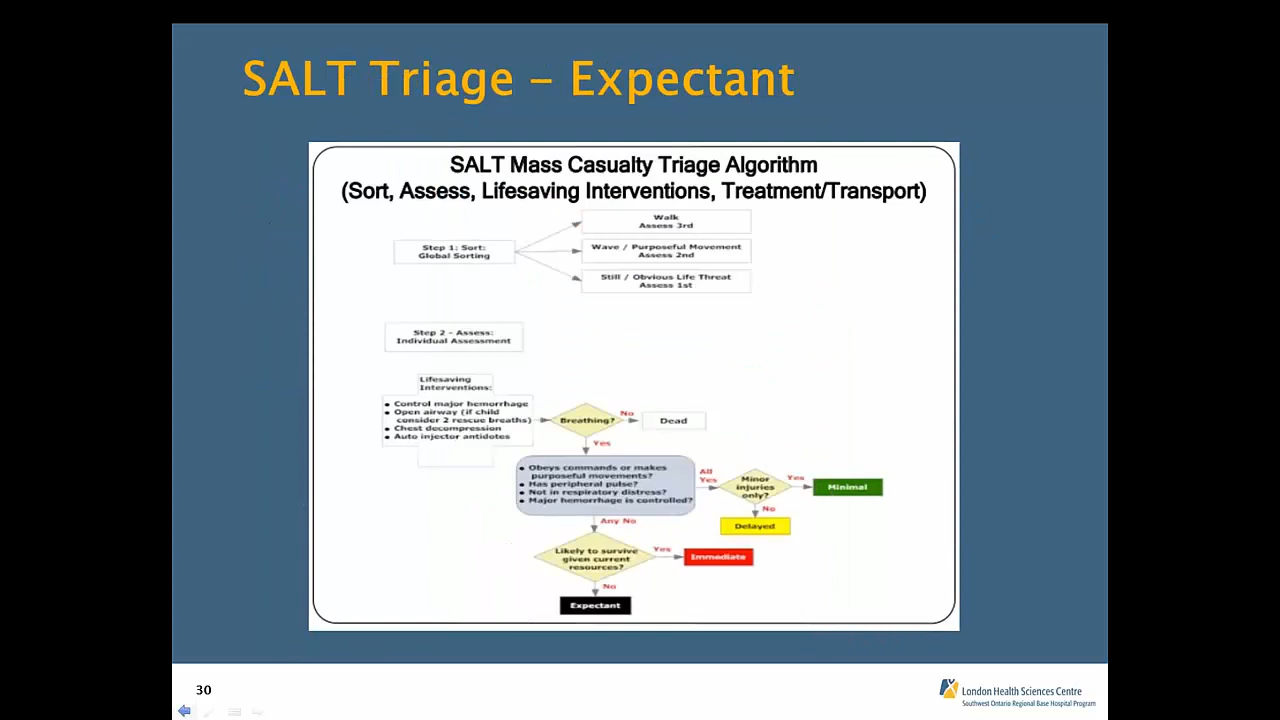 SALT Triage – Expectant
SALT Mass Casualty Triage Algorithm
(Sort, Assess, Lifesaving Interventions, Treatment/Transport)
Step 1: Sort:
Global Sorting
Walk
Assess 3rd
Wave / Purposeful Movement
Assess 2nd
Still / Obvious Life Threat
Assess 1st
Step 2 - Assess:
Individual Assessment
Lifesaving
Interventions:
• Control major hemorrhage
• Open airway (if child
consider 2 rescue breaths)
• Chest decompression
• Auto injector antidotes
Breathing?
No
Dead
Yes
• Obeys commands or makes
purposeful movements?
• Has peripheral pulse?
• Not in respiratory distress?
• Major hemorrhage is controlled?
All
Yes
Minor
injuries
only?
Yes
Minimal
No
Delayed
Any No
Likely to survive
given current
resources?
Yes
Immediate
No
Expectant
30
London Health Sciences Centre
Southwest Ontario Regional Base Hospital Program